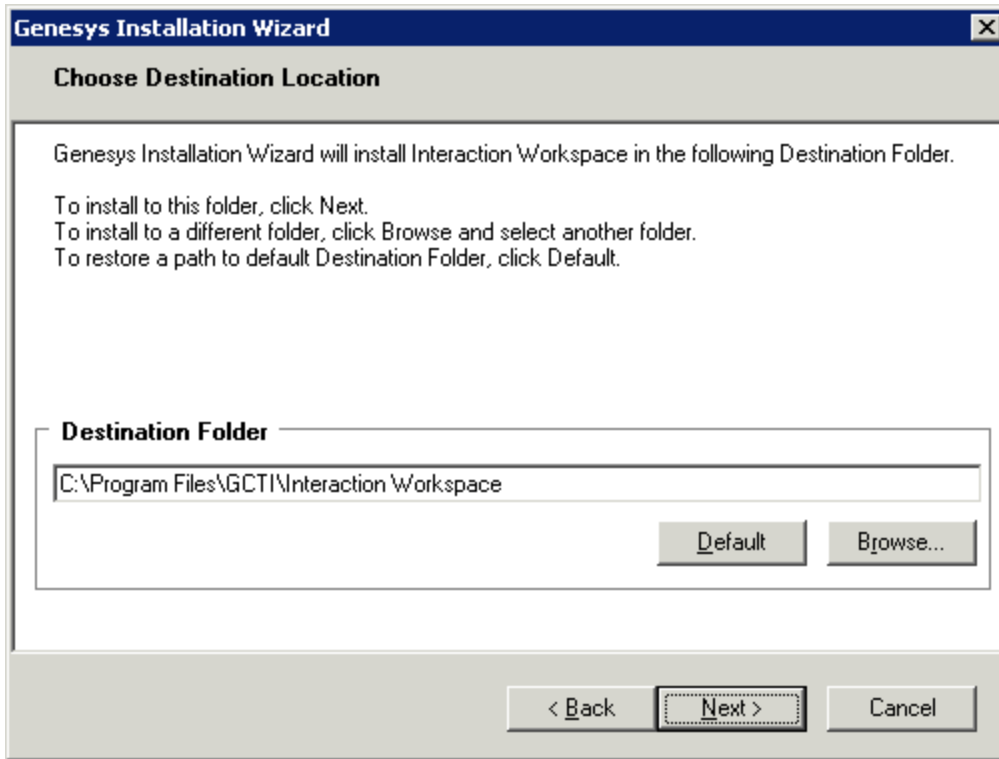 Genesys Installation Wizard
Choose Destination Location
Genesys Installation Wizard will install Interaction Workspace in the following Destination Folder.
To install to this folder, click Next.
To install to a different folder, click Browse and select another folder.
To restore a path to default Destination Folder, click Default.
Destination Folder
C:\Program Files\GCTI\Interaction Workspace
Default Browse...
< Back Next > Cancel